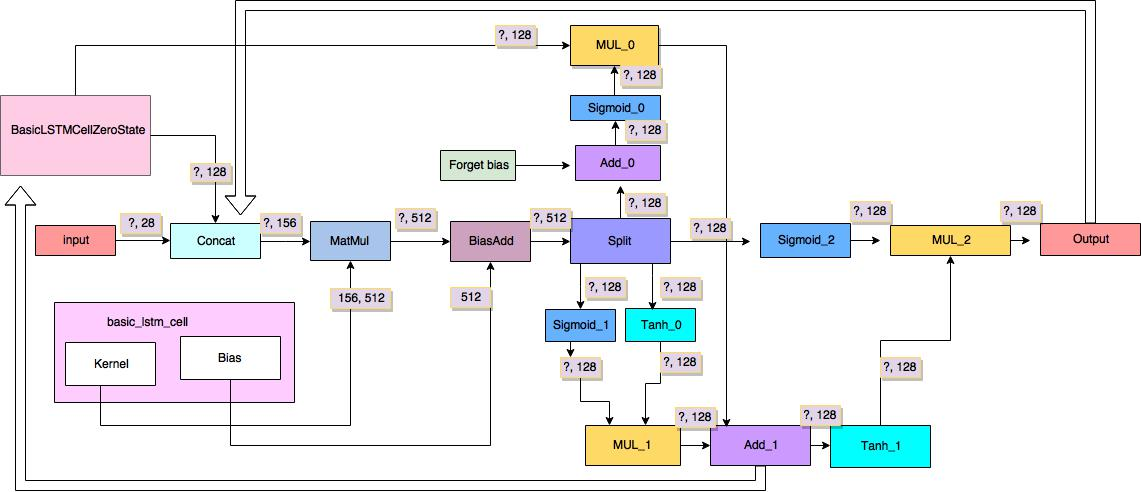 ?, 128
MUL_0
?, 128
BasicLSTMCellZeroState
Sigmoid_0
?, 128
Forget bias
Add_0
?, 128
?, 128
input
?, 28
Concat
?, 156
MatMul
?, 512
BiasAdd
?, 512
Split
?, 128
Sigmoid_2
?, 128
MUL_2
?, 128
Output
156, 512
512
?, 128
?, 128
basic_lstm_cell
Kernel
Bias
Sigmoid_1
Tanh_0
?, 128
?, 128
?, 128
MUL_1
?, 128
Add_1
?, 128
Tanh_1